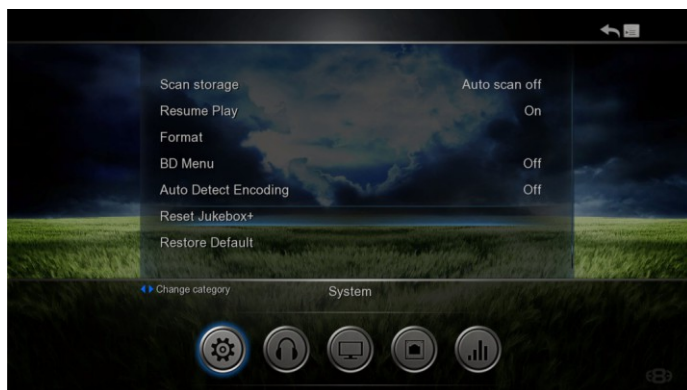 Scan storage Auto scan off
Resume Play On
Format
BD Menu Off
Auto Detect Encoding Off
Reset Jukebox+
Restore Default
Change category System